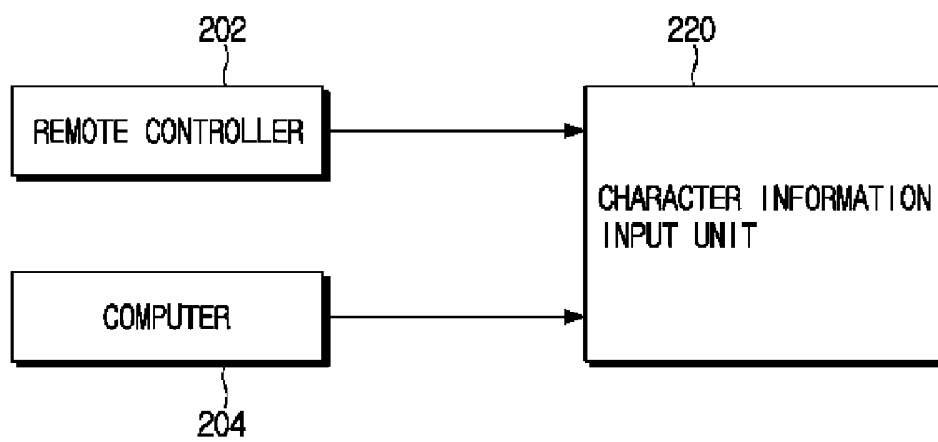 202
220
REMOTE CONTROLLER
CHARACTER INFORMATION
INPUT UNIT
COMPUTER
204